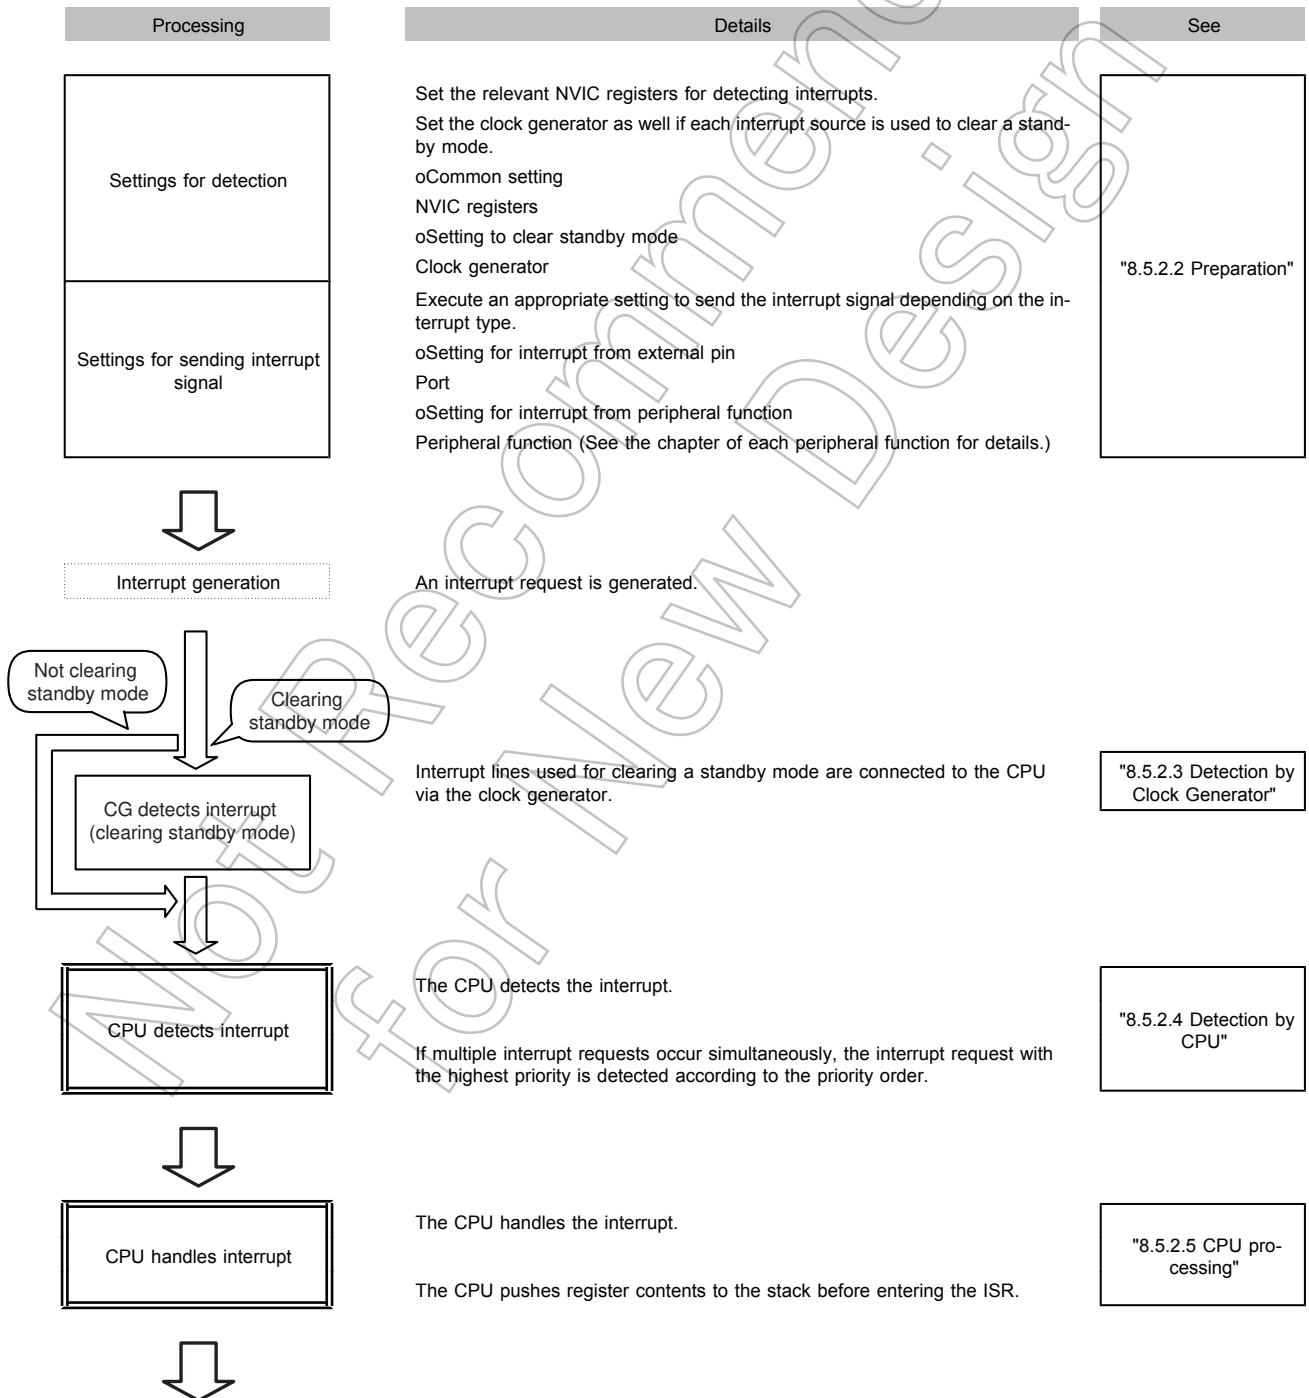 Processing
Details
See
Settings for detection
Set the relevant NVIC registers for detecting interrupts.
Set the clock generator as well if each interrupt source is used to clear a stand-
by mode.
oCommon setting
NVIC registers
oSetting to clear standby mode
Clock generator
"8.5.2.2 Preparation"
Settings for sending interrupt
signal
Execute an appropriate setting to send the interrupt signal depending on the in-
terrupt type.
oSetting for interrupt from external pin
Port
oSetting for interrupt from peripheral function
Peripheral function (See the chapter of each peripheral function for details.)
Interrupt generation
An interrupt request is generated.
Not clearing
standby mode
Clearing
standby mode
CG detects interrupt
(clearing standby mode)
Interrupt lines used for clearing a standby mode are connected to the CPU
via the clock generator.
"8.5.2.3 Detection by
Clock Generator"
CPU detects interrupt
The CPU detects the interrupt.
If multiple interrupt requests occur simultaneously, the interrupt request with
the highest priority is detected according to the priority order.
"8.5.2.4 Detection by
CPU"
CPU handles interrupt
The CPU handles the interrupt.
The CPU pushes register contents to the stack before entering the ISR.
"8.5.2.5 CPU pro-
cessing"
Not Recommen
for New Design